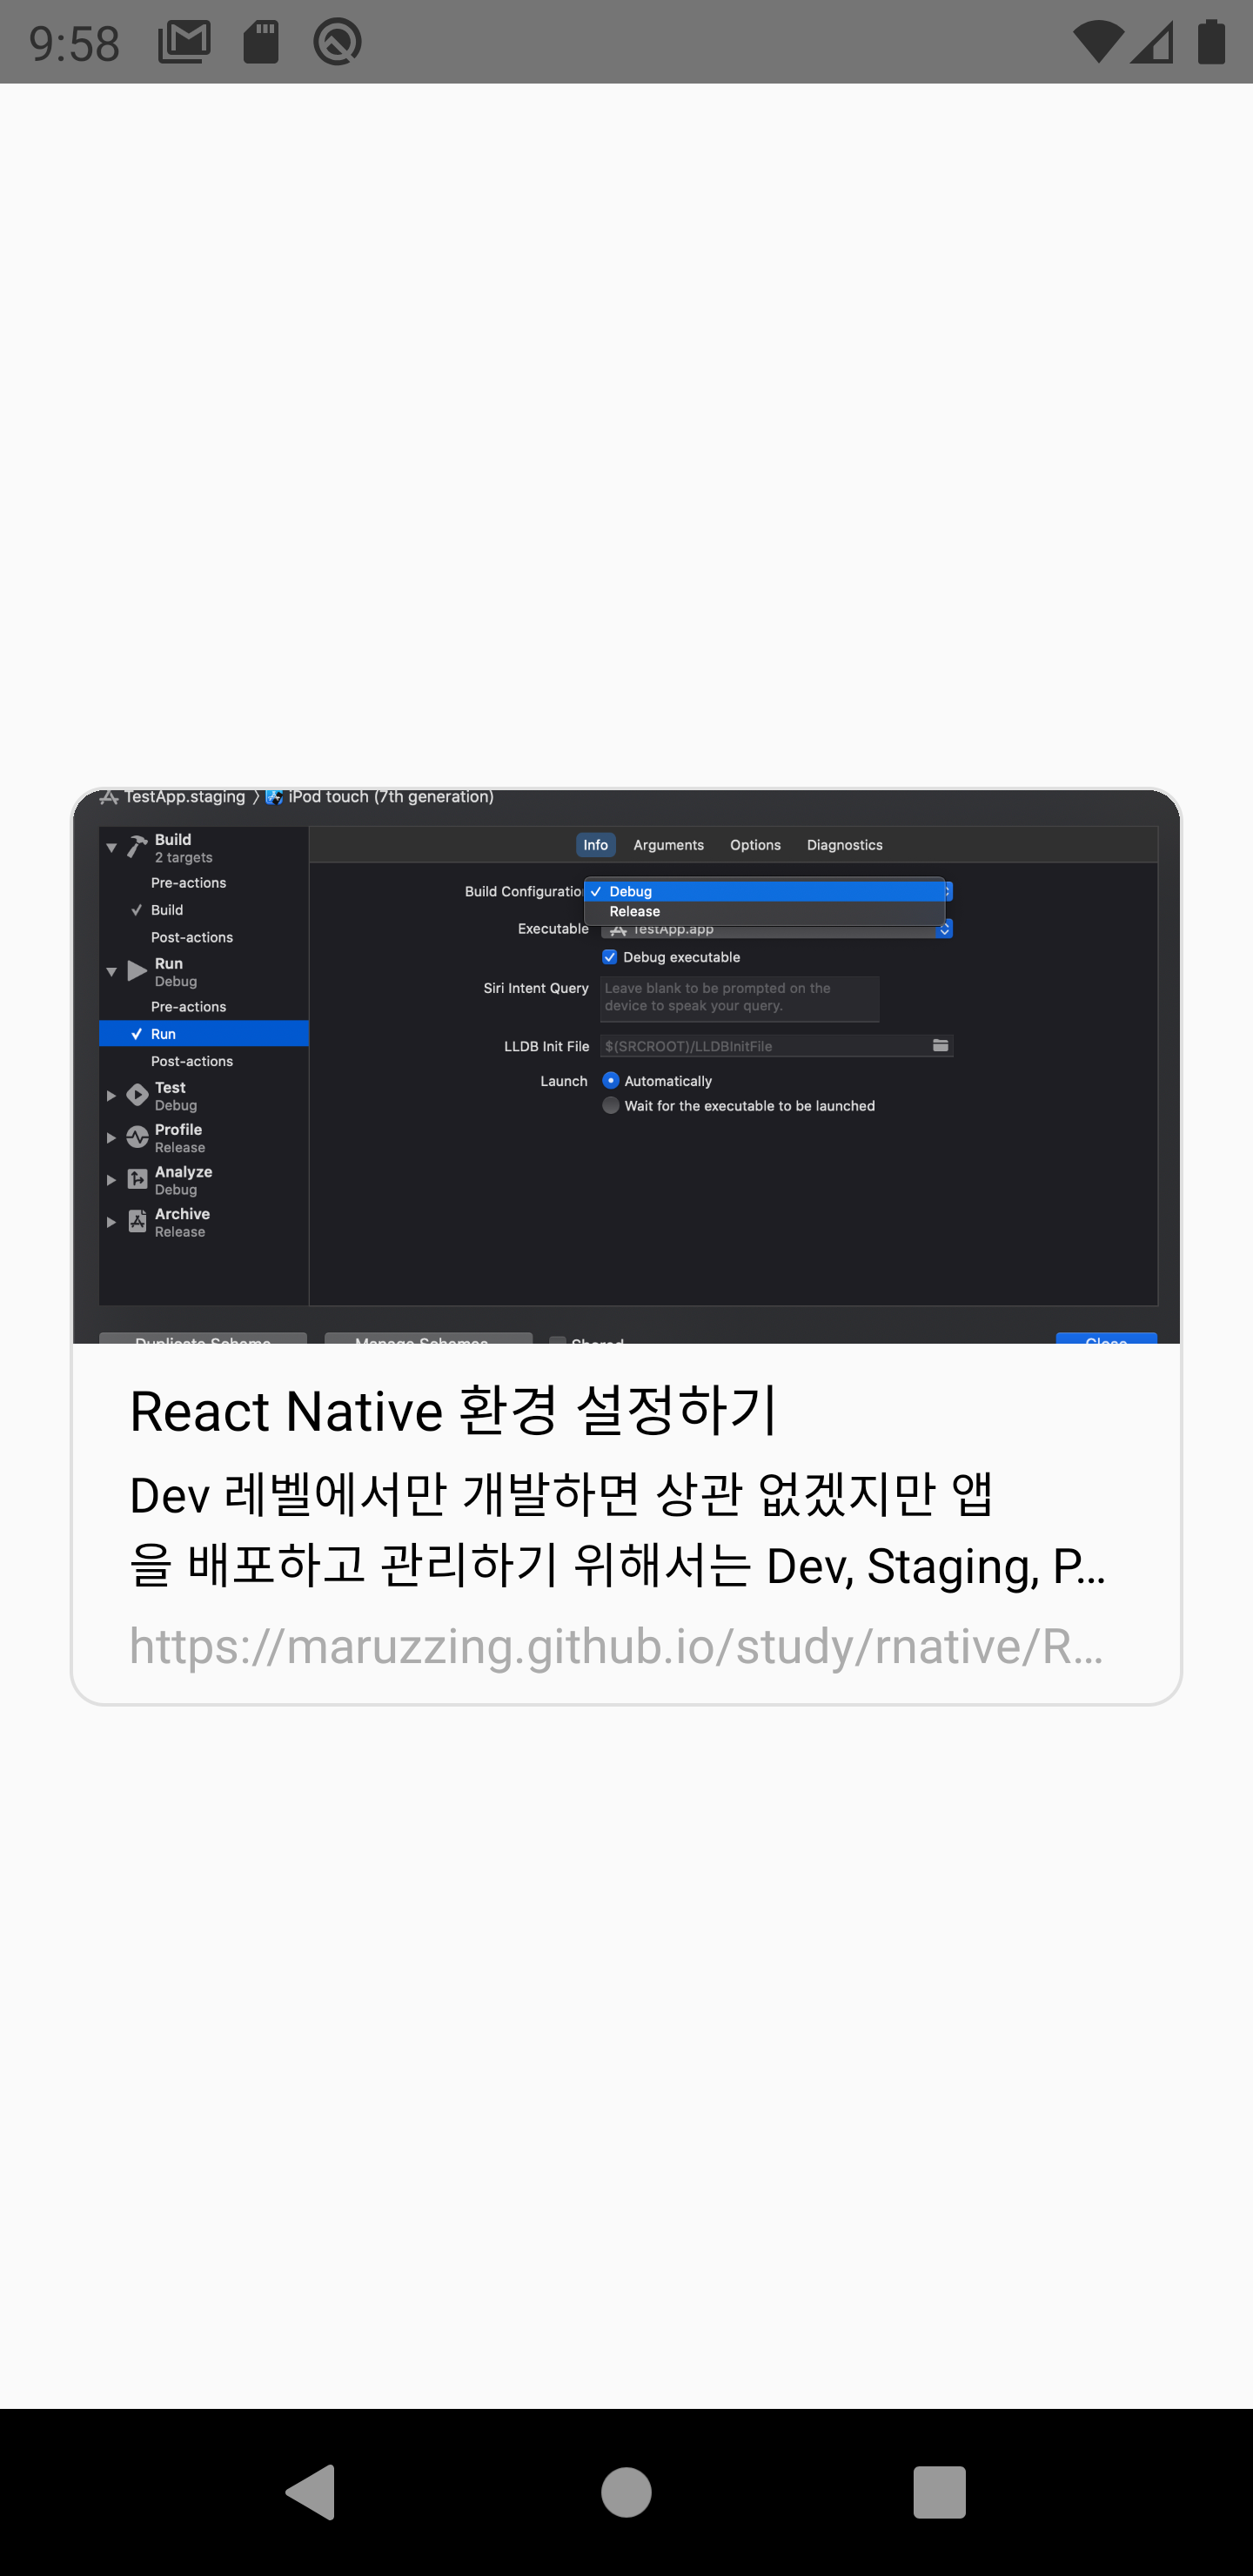 9:58
TestApp.staging 〉 iPod touch (7th generation)
Build
2 targets
Pre-actions
Build
Post-actions
Run
Debug
Pre-actions
Run
Post-actions
Test
Debug
Profile
Release
Analyze
Debug
Archive
Release
Info Arguments Options Diagnostics
Build Configuratio
Debug
Release
Executable TestApp.app
Debug executable
Siri Intent Query Leave blank to be prompted on the
device to speak your query.
LLDB Init File $(SRCROOT)/LLDBInitFile
Launch Automatically
Wait for the executable to be launched
Duplicate Scheme Manage Schemes... Shared Close
React Native 환경 설정하기
Dev 레벨에서만 개발하면 상관 없겠지만 앱
을 배포하고 관리하기 위해서는 Dev, Staging, P...
https://maruzzing.github.io/study/rnative/R...